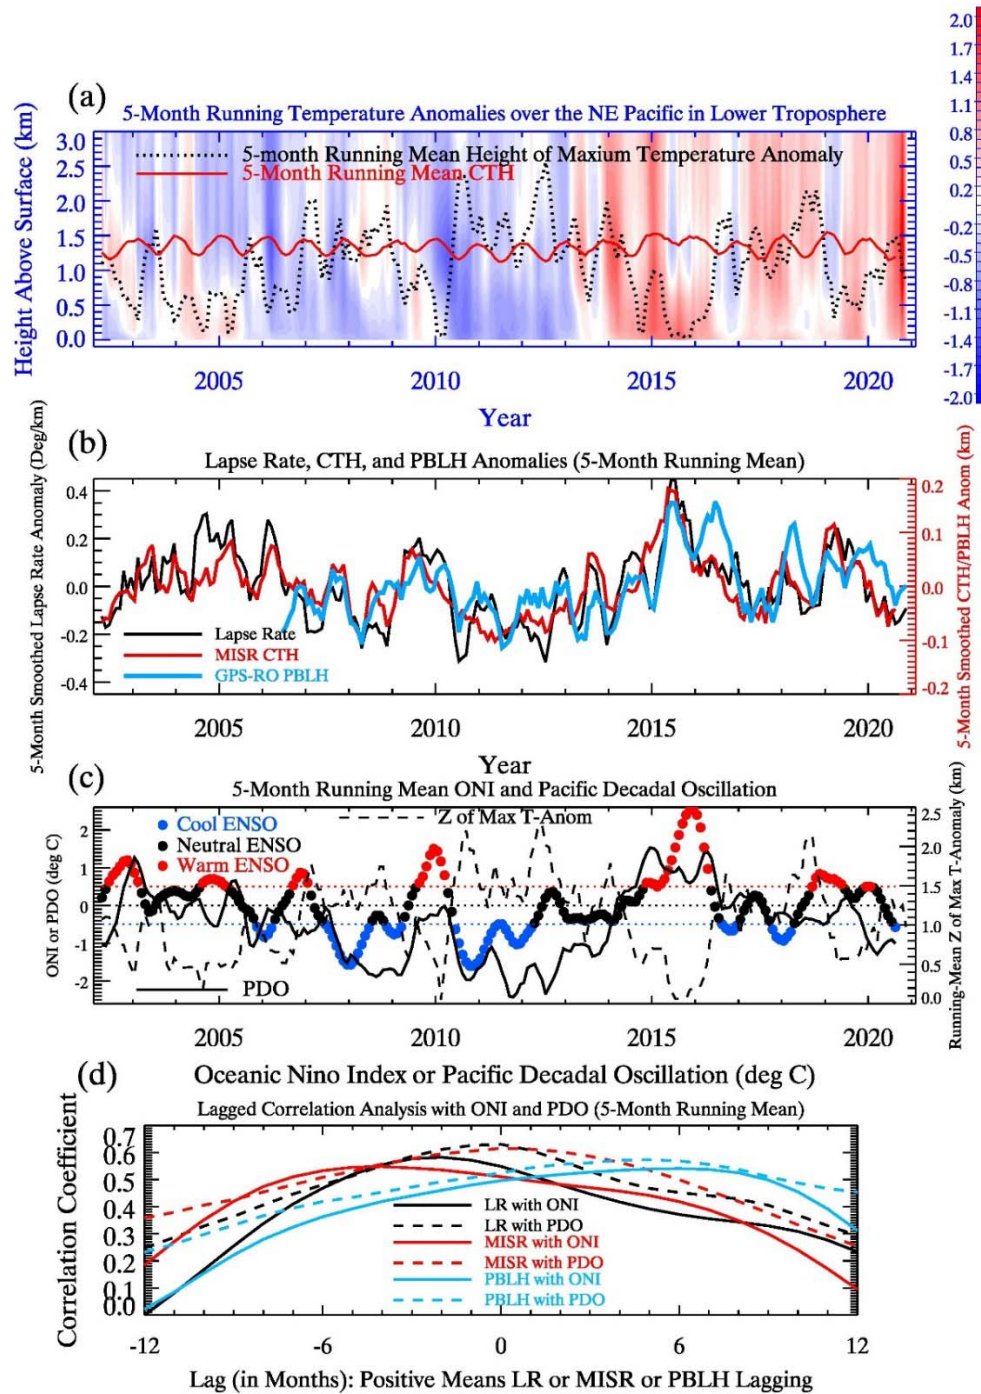 (a)
5-Month Running Temperature Anomalies over the NE Pacific in Lower Troposphere
Height Above Surface (km)
3.0
2.5
2.0
1.5
1.0
0.5
0.0
5-month Running Mean Height of Maxium Temperature Anomaly
5-Month Running Mean CTH
2005
2010
2015
2020
Year
2.0
1.7
1.4
1.1
0.8
0.5
0.2
-0.2
-0.5
-0.8
-1.1
-1.4
-1.7
-2.0
(b)
Lapse Rate, CTH, and PBLH Anomalies (5-Month Running Mean)
5-Month Smoothed Lapse Rate Anomaly (Deg/km)
0.4
0.2
0.0
-0.2
-0.4
Lapse Rate
MISR CTH
GPS-RO PBLH
0.2
0.1
0.0
-0.1
-0.2
5-Month Smoothed CTH/PBLH Anom (km)
2005
2010
2015
2020
Year
(c)
5-Month Running Mean ONI and Pacific Decadal Oscillation
ONI or PDO (deg C)
2
1
0
-1
-2
Cool ENSO
Neutral ENSO
Warm ENSO
Z of Max T-Anom
PDO
2.5
2.0
1.5
1.0
0.5
0.0
Running-Mean Z of Max T-Anomaly (km)
2005
2010
2015
2020
Oceanic Nino Index or Pacific Decadal Oscillation (deg C)
(d)
Lagged Correlation Analysis with ONI and PDO (5-Month Running Mean)
Correlation Coefficient
0.7
0.6
0.5
0.4
0.3
0.2
0.1
0.0
LR with ONI
LR with PDO
MISR with ONI
MISR with PDO
PBLH with ONI
PBLH with PDO
-12
-6
0
6
12
Lag (in Months): Positive Means LR or MISR or PBLH Lagging